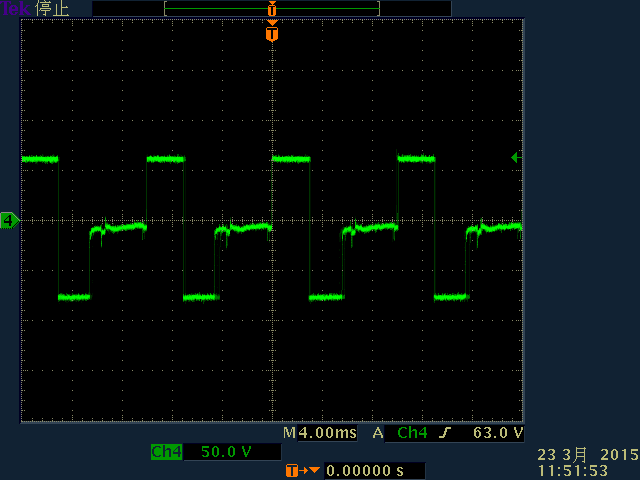 Tek 停止
T
T
4
M 4.00ms A Ch4 63.0 V
Ch4 50.0 V
T 0.00000 s
23 3月 2015
11:51:53